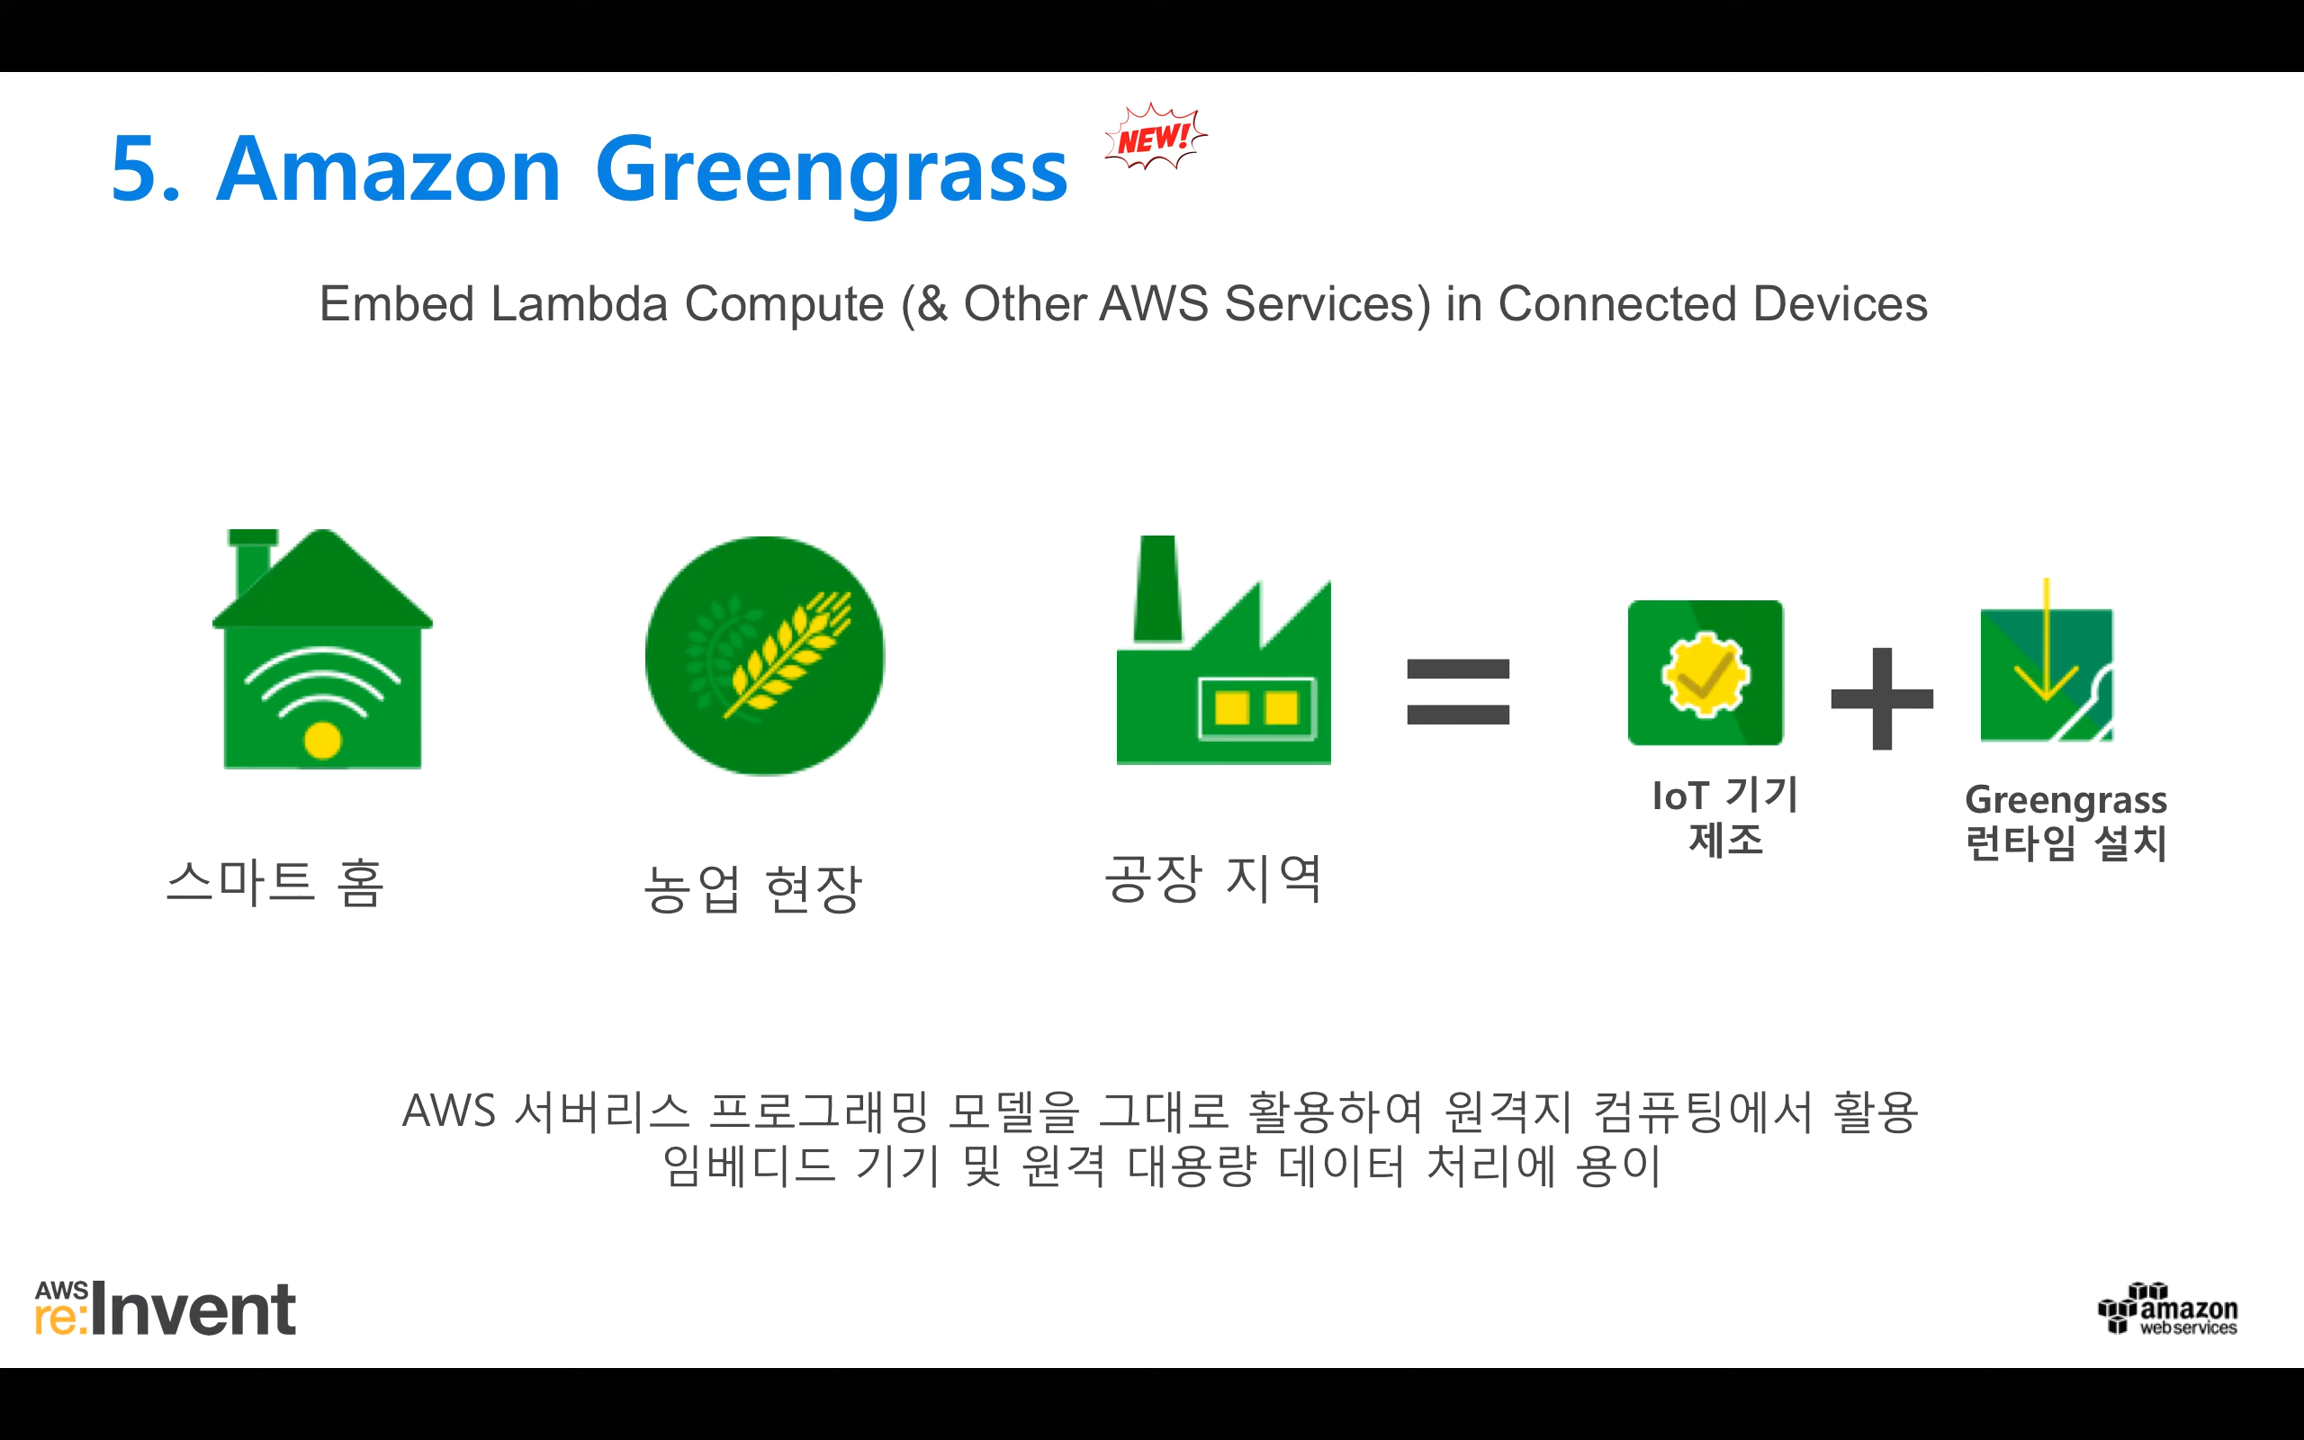 5. Amazon Greengrass
NEW!
Embed Lambda Compute (& Other AWS Services) in Connected Devices
스마트 홈
농업 현장
공장 지역
=
IoT 기기
제조
+
Greengrass
런타임 설치
AWS 서버리스 프로그래밍 모델을 그대로 활용하여 원격지 컴퓨팅에서 활용
임베디드 기기 및 원격 대용량 데이터 처리에 용이
AWS
re:Invent
amazon
webservices